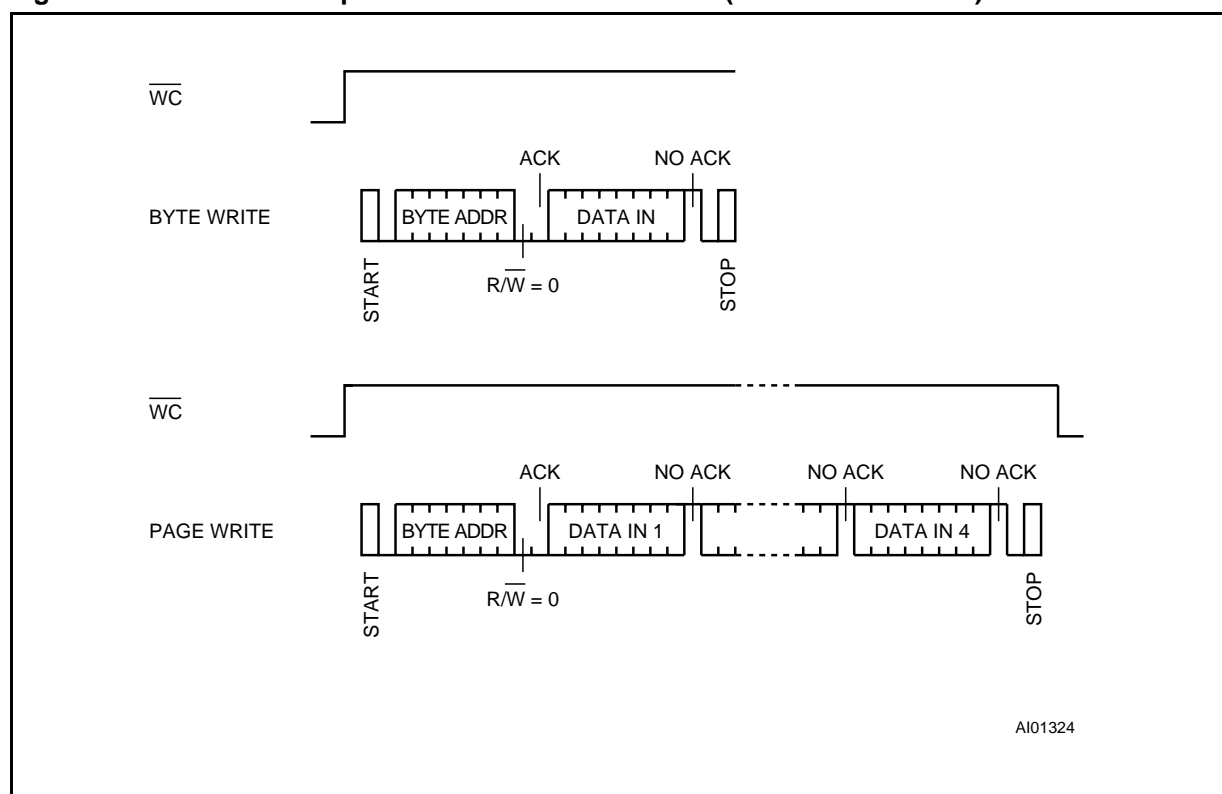 WC
ACK NO ACK
BYTE WRITE BYTE ADDR DATA IN
START R/W = 0 STOP
WC
ACK NO ACK NO ACK NO ACK
PAGE WRITE BYTE ADDR DATA IN 1 DATA IN 4
START R/W = 0 STOP
AI01324